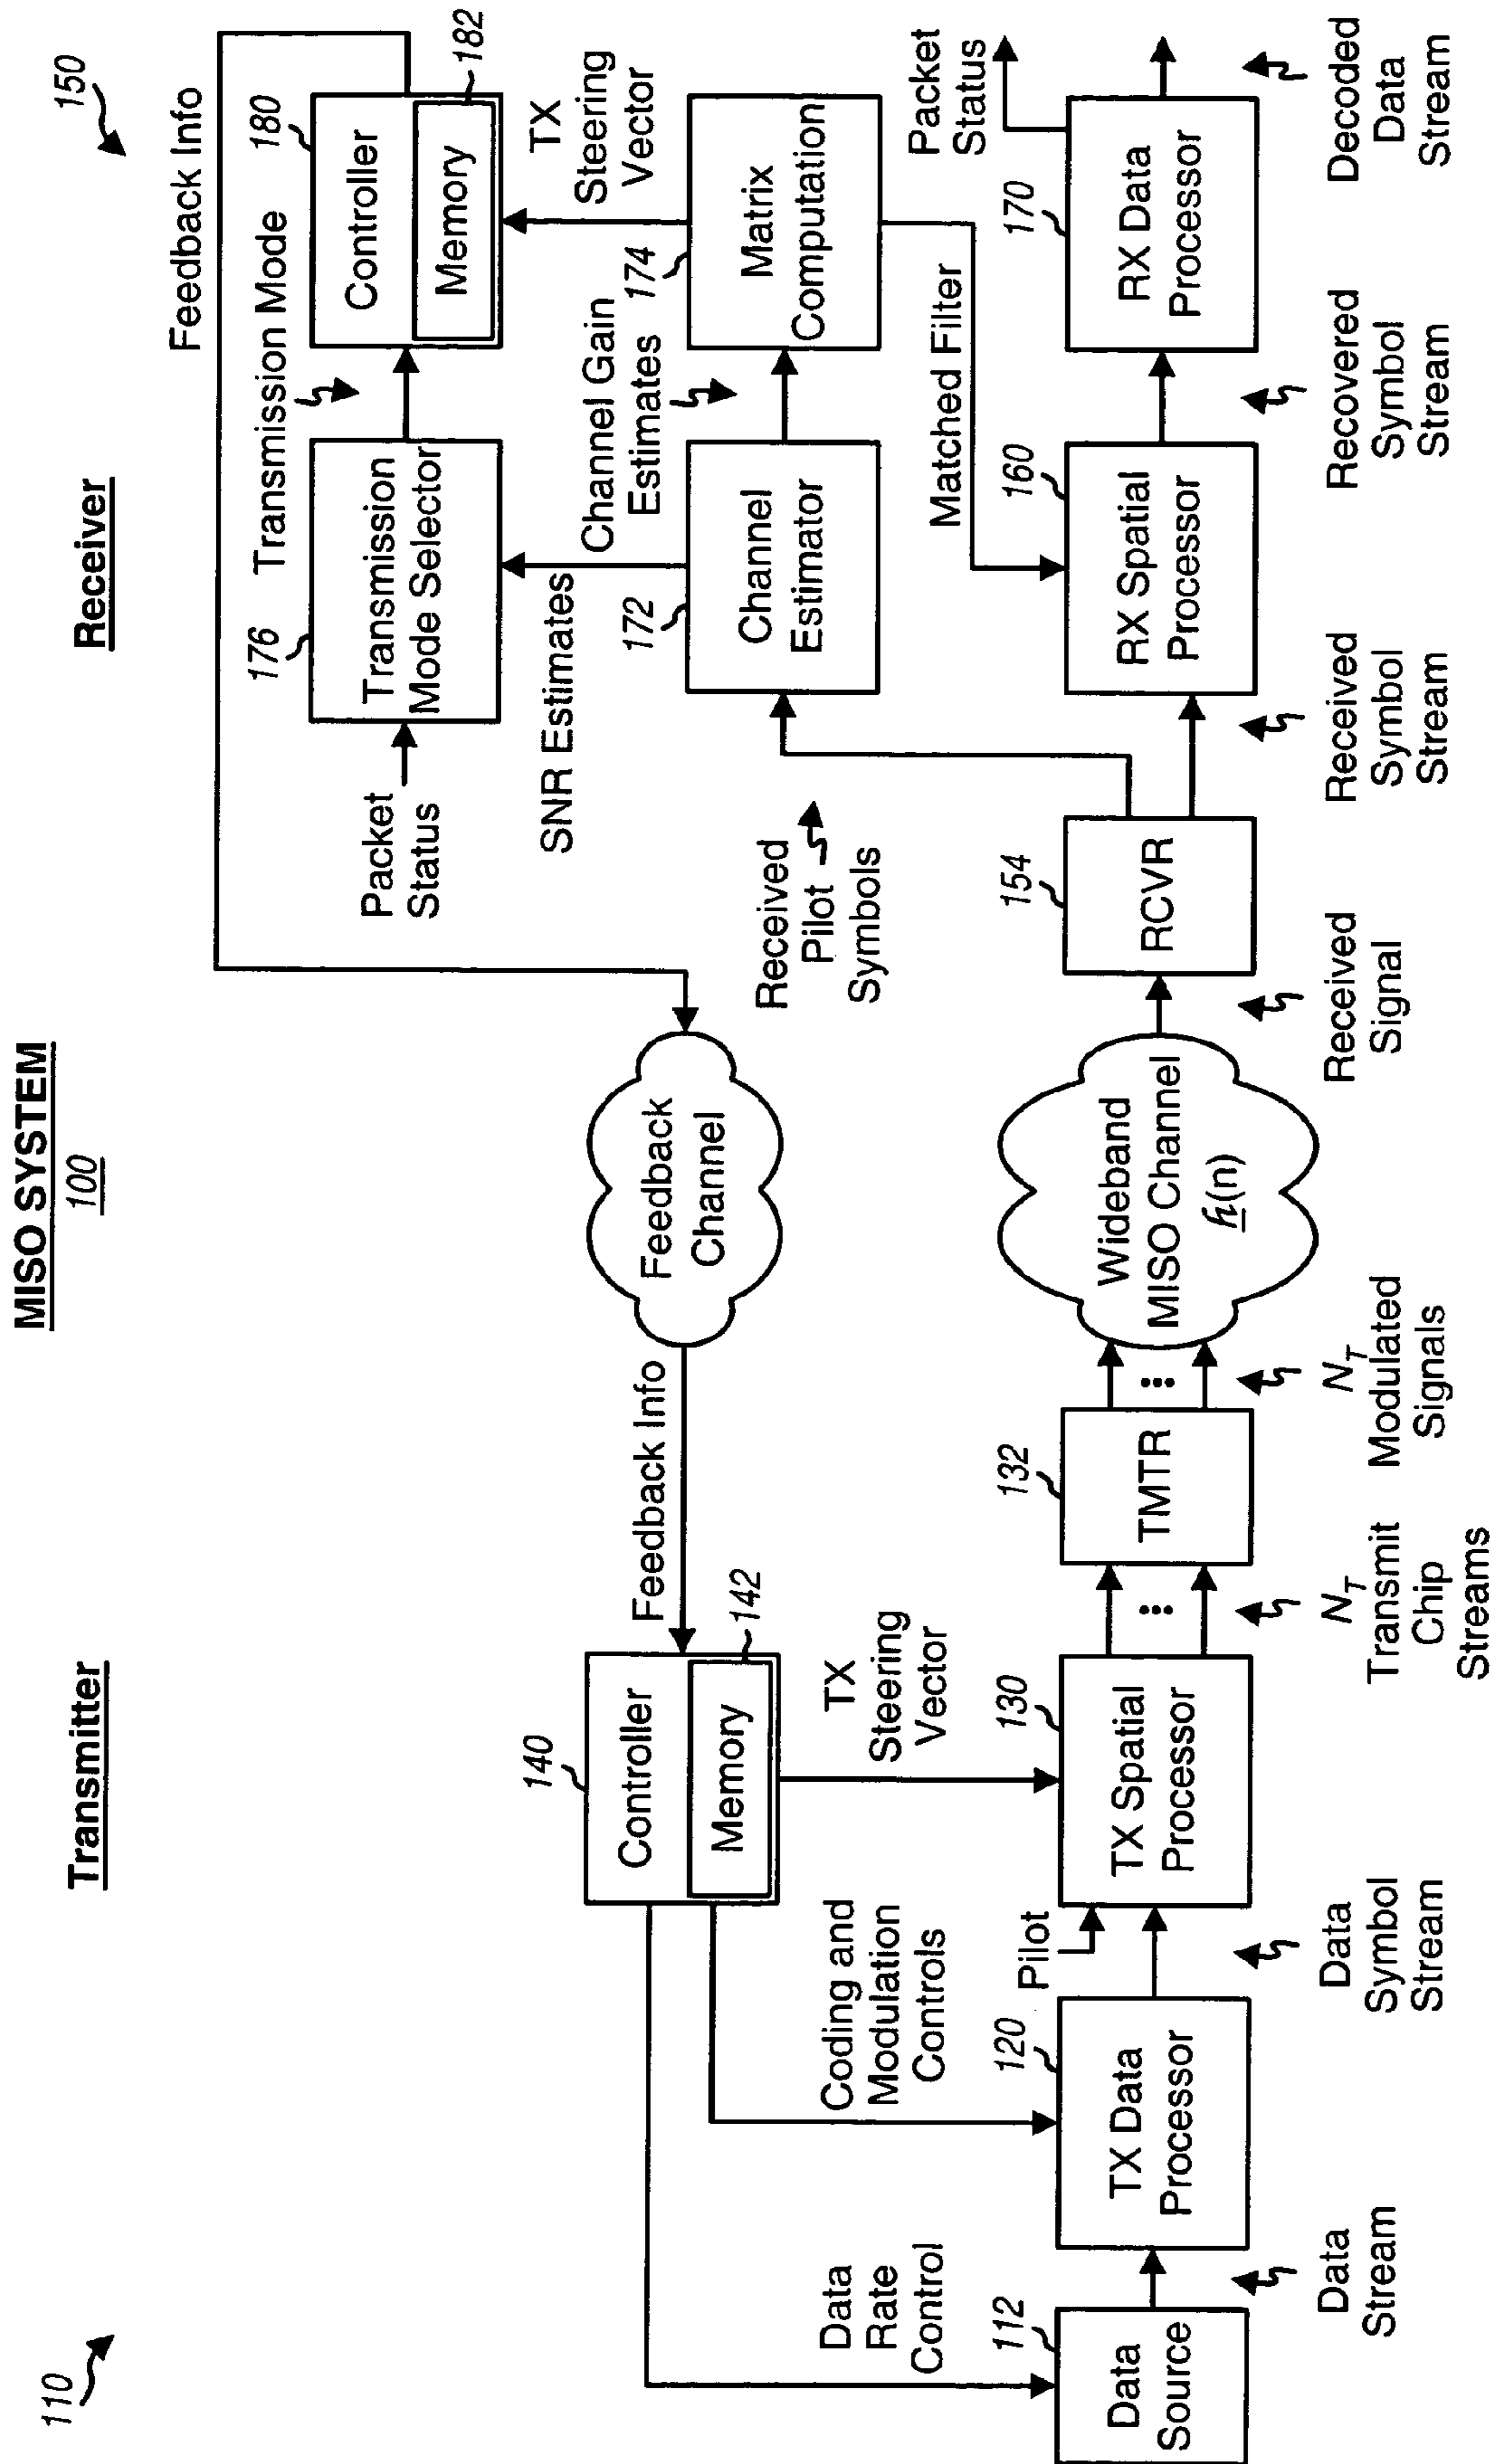 MISO SYSTEM
100
Transmitter
Receiver
110
150
Feedback Info
Transmission Mode
180
Controller
Memory
182
176
Transmission
Mode Selector
Packet
Status
SNR Estimates
TX
Steering
Vector
Channel Gain
Estimates
174
Matrix
Computation
172
Channel
Estimator
Matched Filter
Received
Pilot
Symbols
Packet
Status
Feedback
Channel
Feedback Info
140
Controller
Memory
142
TX
Steering
Vector
Coding and
Modulation
Controls
Data
Rate
Control
112
Data
Source
Data
Stream
120
TX Data
Processor
Pilot
Data
Symbol
Stream
130
TX Spatial
Processor
N_T
Transmit
Chip
Streams
132
TMTR
N_T
Modulated
Signals
Wideband
MISO Channel
h(n)
Received
Signal
154
RCVR
Received
Symbol
Stream
160
RX Spatial
Processor
Recovered
Symbol
Stream
170
RX Data
Processor
Decoded
Data
Stream